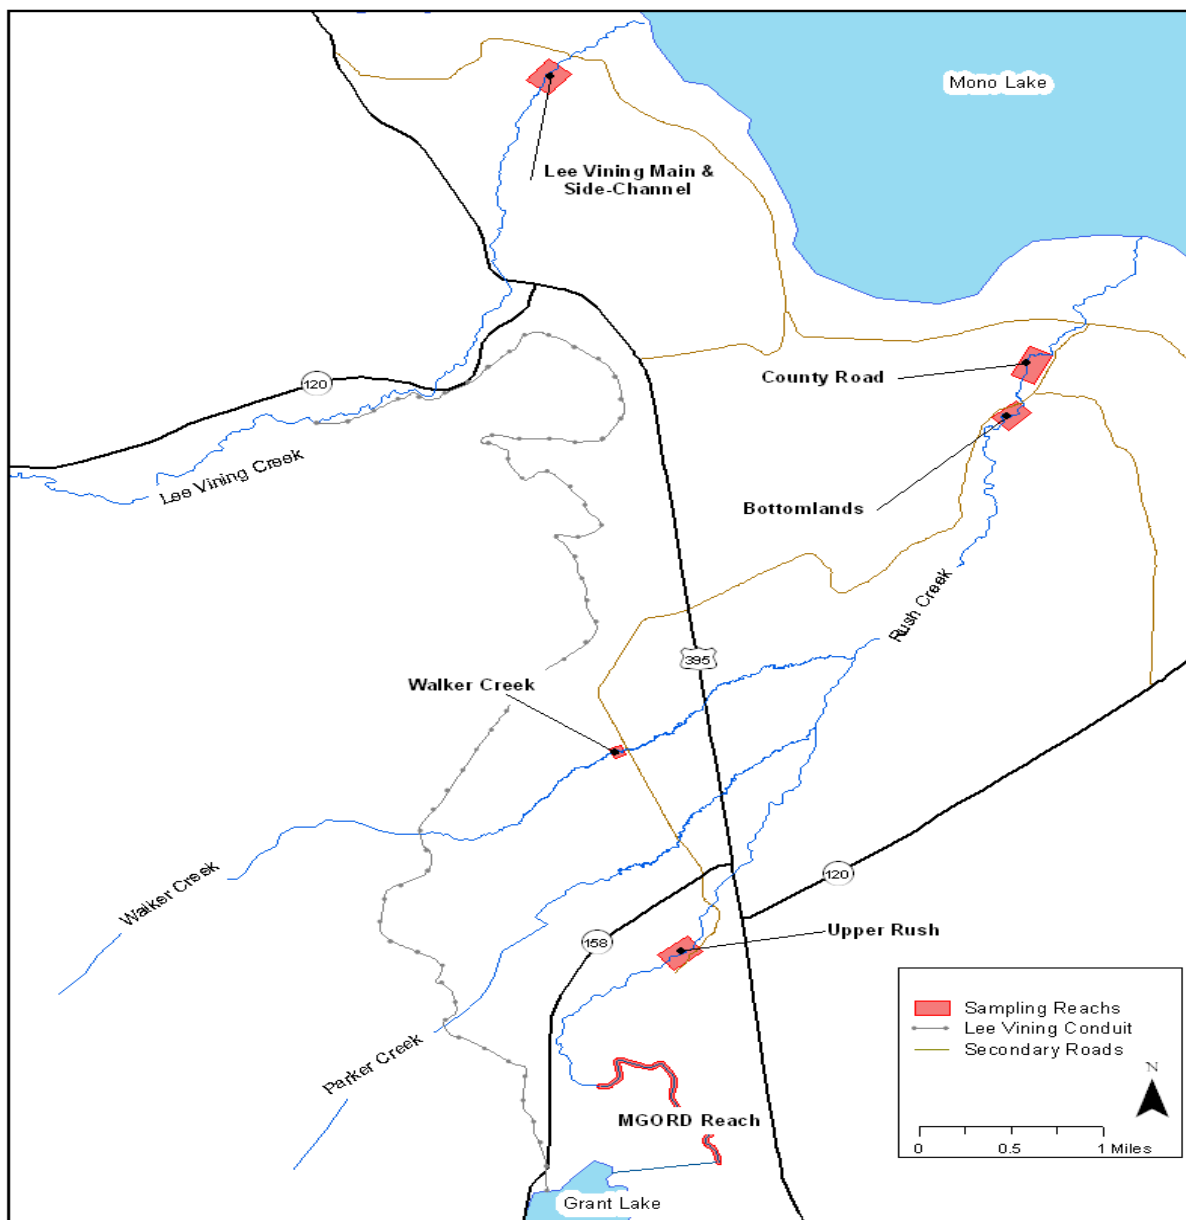 Mono Lake
Lee Vining Main &
Side-Channel
County Road
120
Lee Vining Creek
Bottomlands
Rush Creek
395
Walker Creek
Walker Creek
120
Upper Rush
158
Parker Creek
MGORD Reach
Grant Lake
Sampling Reachs
Lee Vining Conduit
Secondary Roads
N
0 0.5 1 Miles